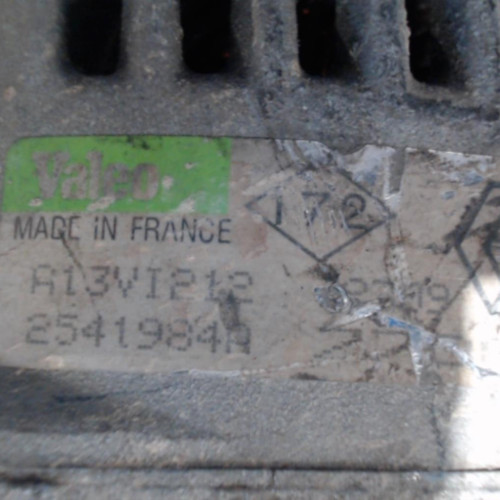 Valeo
172
MADE IN FRANCE
A13VI212
2541984A